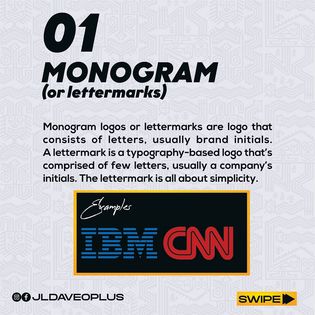 01
MONOGRAM
(or lettermarks)
Monogram logos or lettermarks are logo that
consists of letters, usually brand initials.
A lettermark is a typography-based logo that's
comprised of few letters, usually a company's
initials. The lettermark is all about simplicity.
Examples
IBM CNN
JLDAVEOPLUS
SWIPE